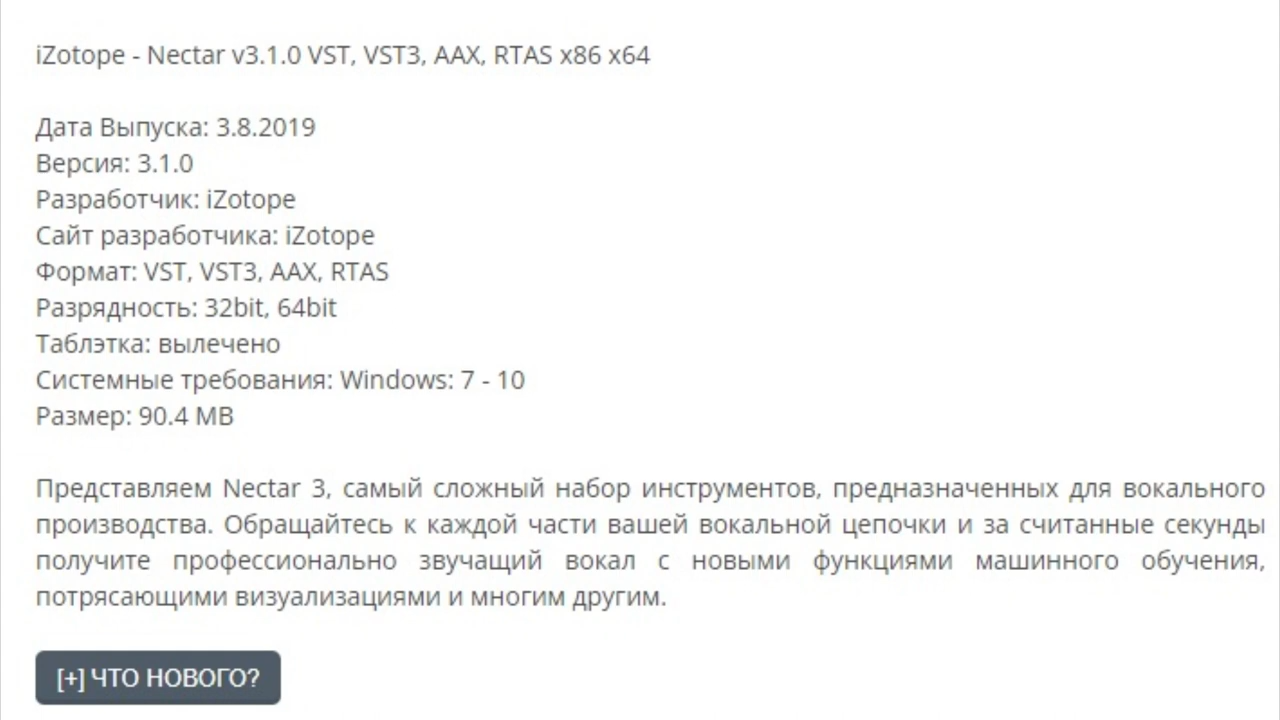 iZotope - Nectar v3.1.0 VST, VST3, AAX, RTAS x86 x64
Дата Выпуска: 3.8.2019
Версия: 3.1.0
Разработчик: iZotope
Сайт разработчика: iZotope
Формат: VST, VST3, AAX, RTAS
Разрядность: 32bit, 64bit
Таблэтка: вылечено
Системные требования: Windows: 7 - 10
Размер: 90.4 MB
Представляем Nectar 3, самый сложный набор инструментов, предназначенных для вокального
производства. Обращайтесь к каждой части вашей вокальной цепочки и за считанные секунды
получите профессионально звучащий вокал с новыми функциями машинного обучения,
потрясающими визуализациями и многим другим.
[+] ЧТО НОВОГО?